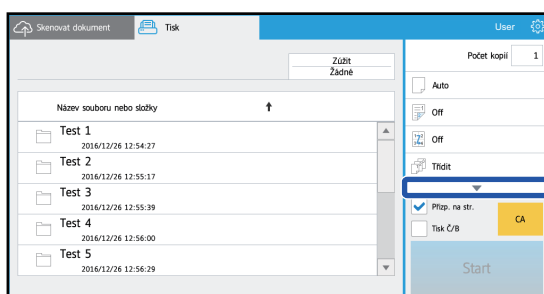 Skenovat dokument
Tisk
User
Zúžit
Žádné
Počet kopií 1
Název souboru nebo složky
Test 1
2016/12/26 12:54:27
Test 2
2016/12/26 12:55:17
Test 3
2016/12/26 12:55:39
Test 4
2016/12/26 12:56:00
Test 5
2016/12/26 12:56:29
Auto
Off
Off
Třídit
Přizp. na str.
Tisk Č/B
CA
Start